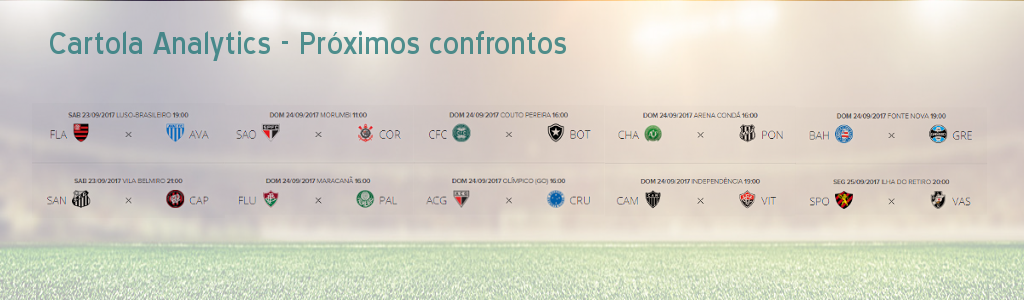 Cartola Analytics - Próximos confrontos
SAB 23/09/2017 LUSO-BRASILEIRO 19:00
FLA × AVA
DOM 24/09/2017 MORUMBI 11:00
SAO × COR
DOM 24/09/2017 COUTO PEREIRA 16:00
CFC × BOT
DOM 24/09/2017 ARENA CONDÁ 16:00
CHA × PON
DOM 24/09/2017 FONTE NOVA 19:00
BAH × GRE
SAB 23/09/2017 VILA BELMIRO 21:00
SAN × CAP
DOM 24/09/2017 MARACANÃ 16:00
FLU × PAL
DOM 24/09/2017 OLÍMPICO (GO) 16:00
ACG × CRU
DOM 24/09/2017 INDEPENDÊNCIA 19:00
CAM × VIT
SEG 25/09/2017 ILHA DO RETIRO 20:00
SPO × VAS